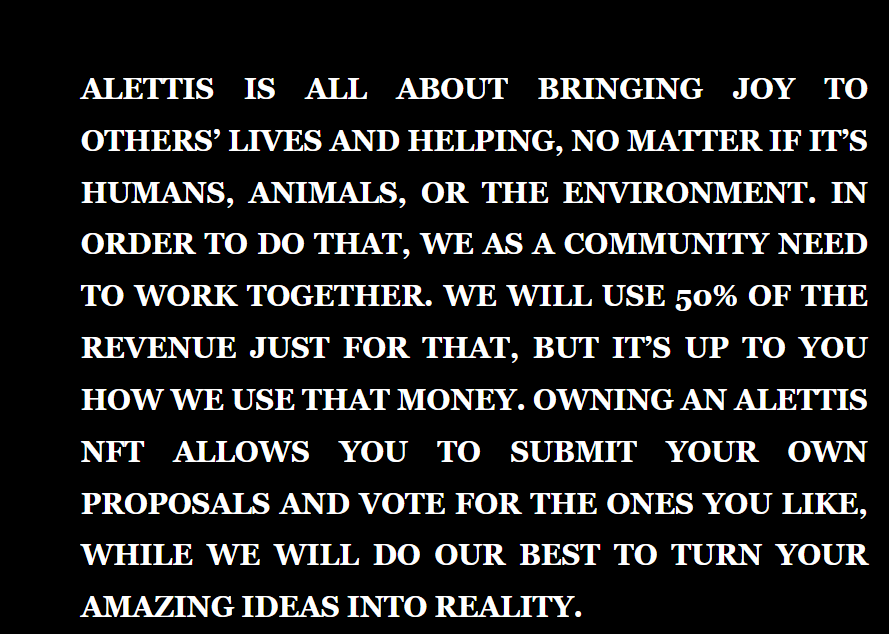 ALETTIS IS ALL ABOUT BRINGING JOY TO
OTHERS’ LIVES AND HELPING, NO MATTER IF IT’S
HUMANS, ANIMALS, OR THE ENVIRONMENT. IN
ORDER TO DO THAT, WE AS A COMMUNITY NEED
TO WORK TOGETHER. WE WILL USE 50% OF THE
REVENUE JUST FOR THAT, BUT IT’S UP TO YOU
HOW WE USE THAT MONEY. OWNING AN ALETTIS
NFT ALLOWS YOU TO SUBMIT YOUR OWN
PROPOSALS AND VOTE FOR THE ONES YOU LIKE,
WHILE WE WILL DO OUR BEST TO TURN YOUR
AMAZING IDEAS INTO REALITY.